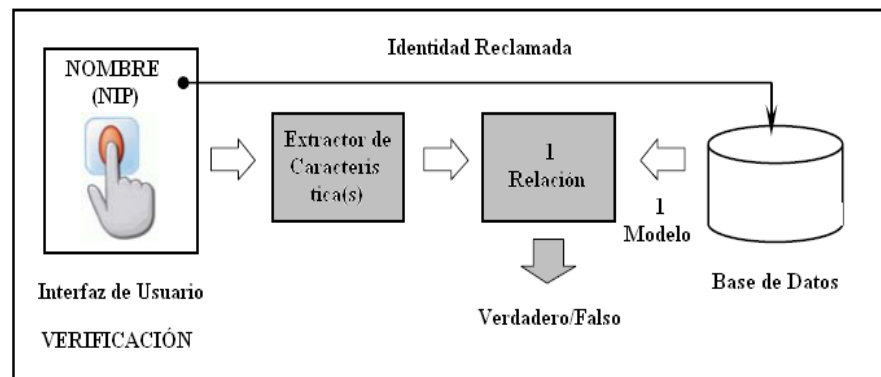 Identidad Reclamada
NOMBRE
(NIP)
Extractor de
Caracteris
tica(s)
1
Relación
1
Modelo
Base de Datos
Interfaz de Usuario
Verdadero/Falso
VERIFICACIÓN